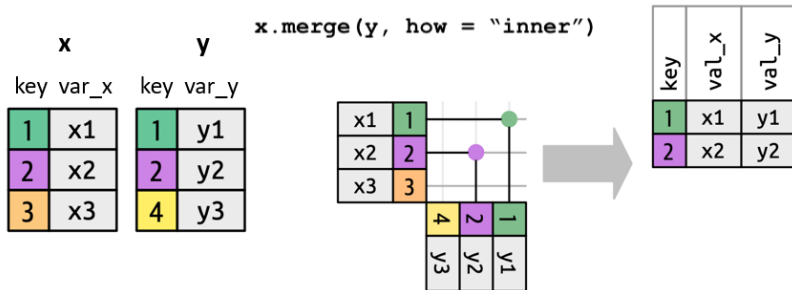 x y
key var_x key var_y
1 x1 1 y1
2 x2 2 y2
3 x3 4 y3
x.merge(y, how = “inner”)
x1 1
x2 2
x3 3
4 2 1
y3 y2 y1
key val_x val_y
1 x1 y1
2 x2 y2